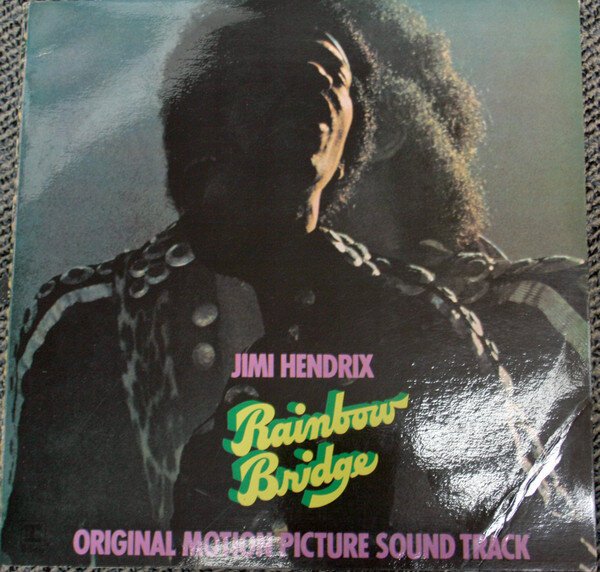 JIMI HENDRIX
Rainbow
Bridge
ORIGINAL MOTION PICTURE SOUND TRACK